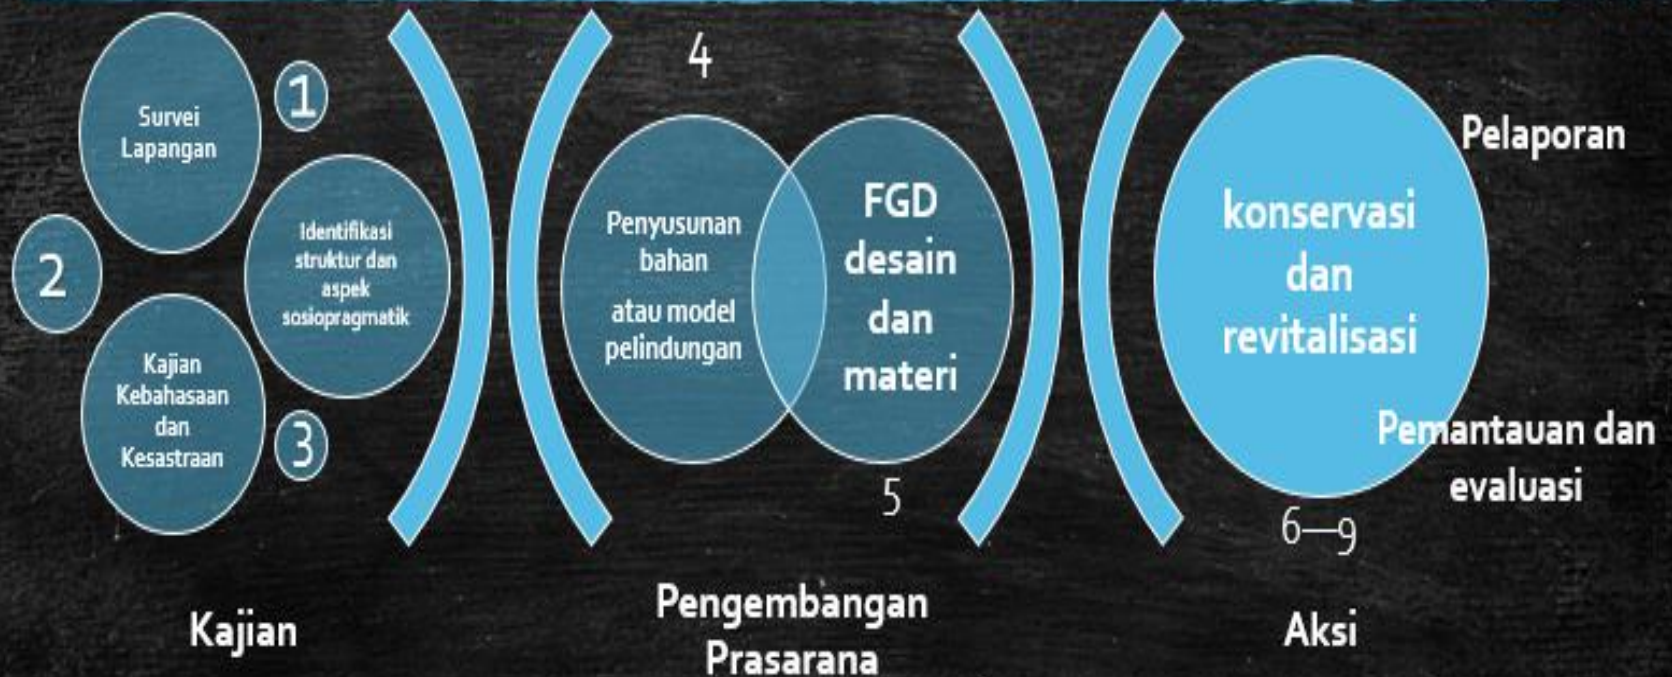 Survei
Lapangan
1
2
Identifikasi
struktur dan
aspek
sosiopragmatik
Kajian
Kebahasaan
dan
Kesastraan
3
Kajian
4
Penyusunan
bahan
atau model
pelindungan
FGD
desain
dan
materi
5
Pengembangan
Prasarana
konservasi
dan
revitalisasi
Pelaporan
Pemantauan dan
evaluasi
6—9
Aksi